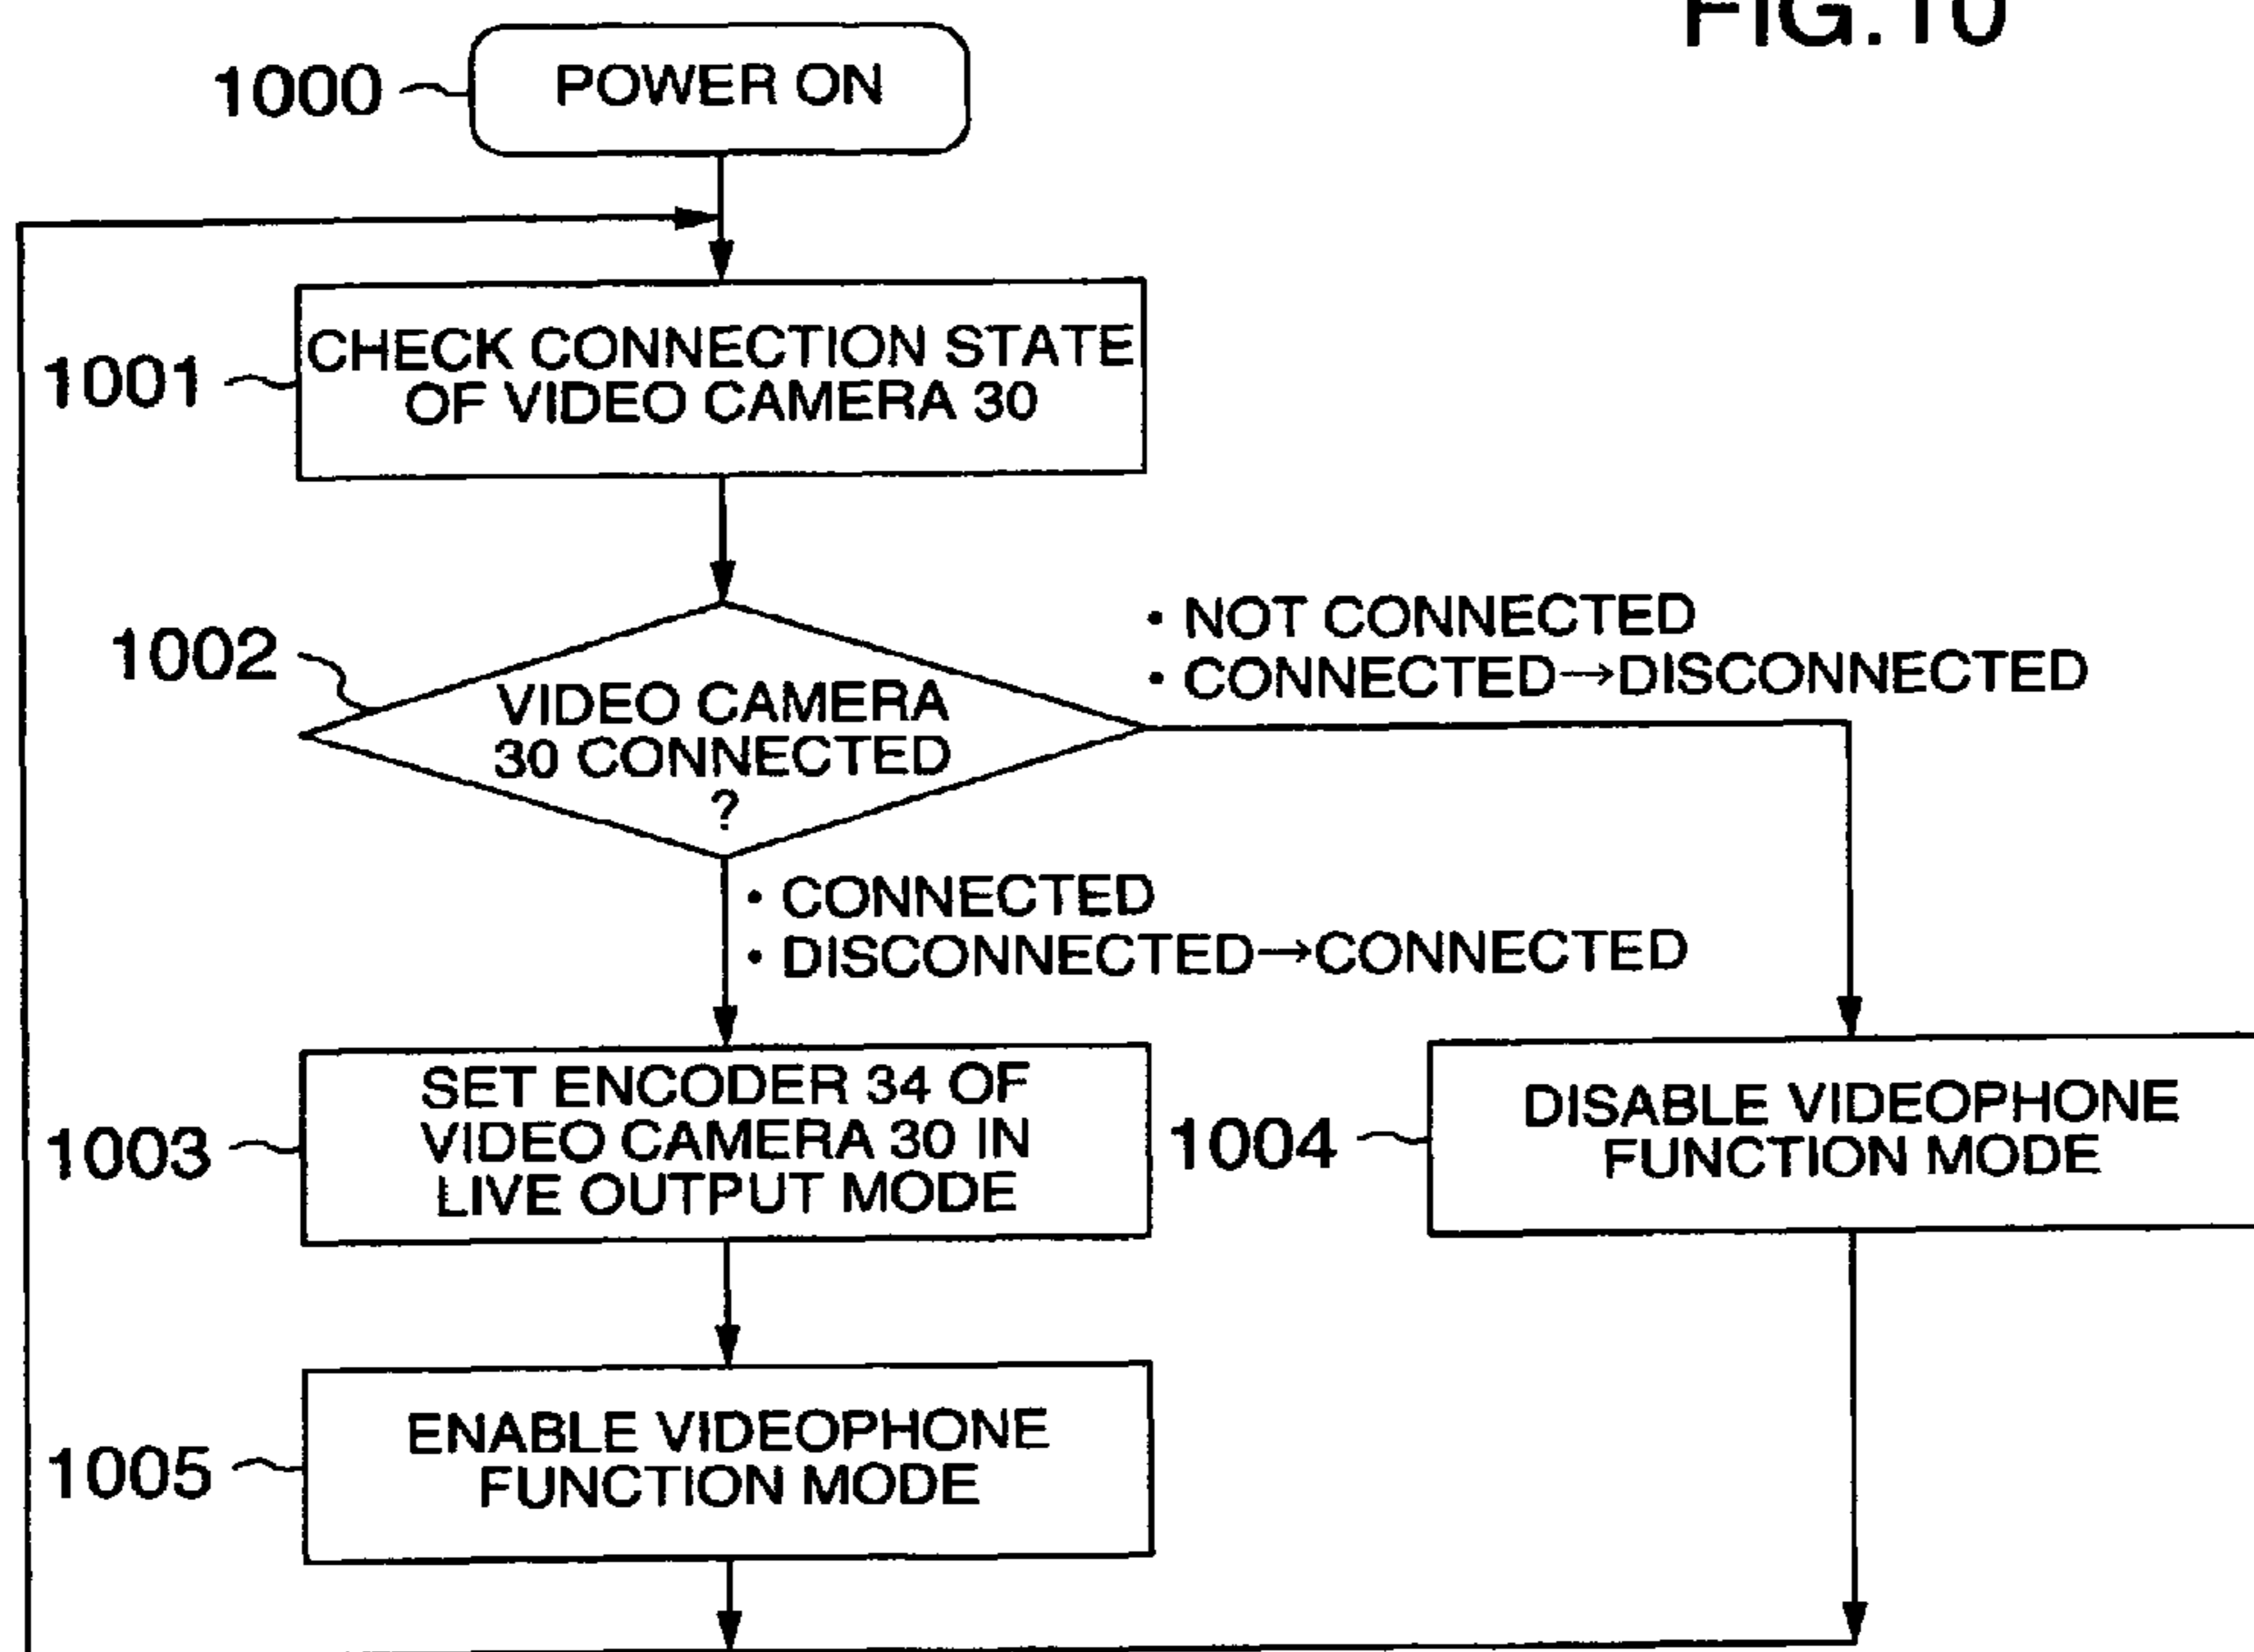 FIG.10
1000
POWER ON
1001
CHECK CONNECTION STATE
OF VIDEO CAMERA 30
1002
VIDEO CAMERA
30 CONNECTED
?
• NOT CONNECTED
• CONNECTED→DISCONNECTED
• CONNECTED
• DISCONNECTED→CONNECTED
1003
SET ENCODER 34 OF
VIDEO CAMERA 30 IN
LIVE OUTPUT MODE
1004
DISABLE VIDEOPHONE
FUNCTION MODE
1005
ENABLE VIDEOPHONE
FUNCTION MODE